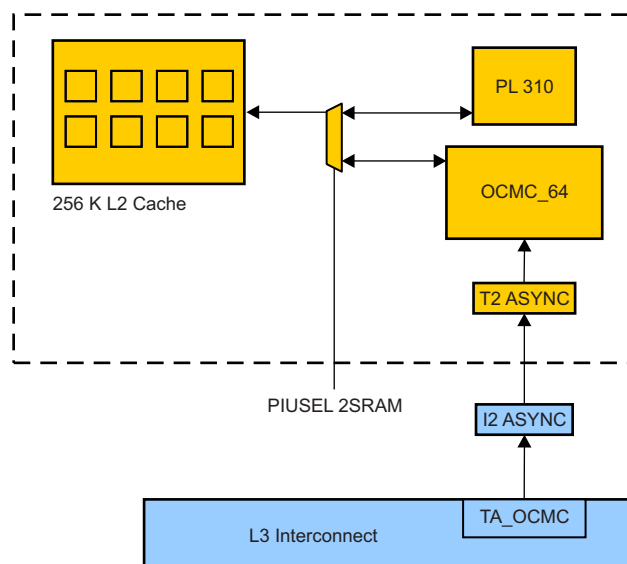 PL 310
OCMC_64
256 K L2 Cache
T2 ASYNC
PIUSEL 2SRAM
I2 ASYNC
TA_OCMC
L3 Interconnect